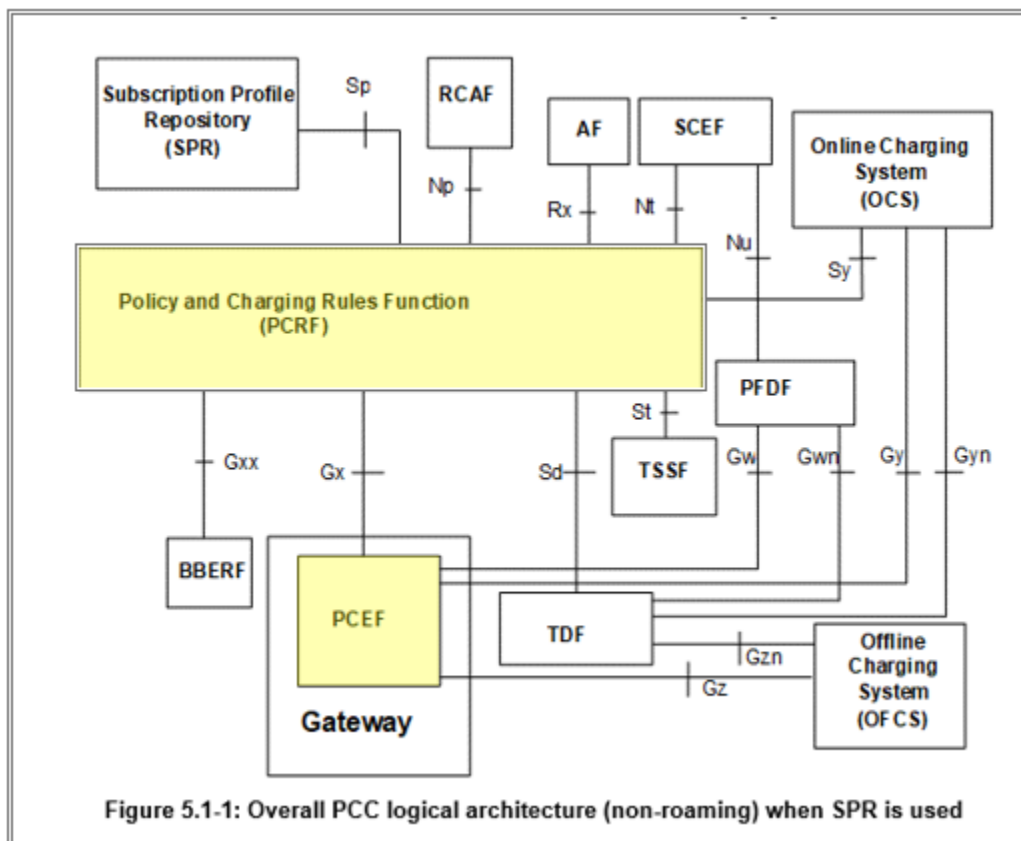 Subscription Profile
Repository
(SPR)
Sp
RCAF
AF
SCEF
Online Charging
System
(OCS)
Np
Rx
Nt
Nu
Sy
Policy and Charging Rules Function
(PCRF)
PFDF
St
Gxx
Gx
Sd
TSSF
Gw
Gwn
Gy
Gyn
BBERF
PCEF
TDF
Offline
Charging
System
(OFCS)
Gzn
Gz
Gateway
Figure 5.1-1: Overall PCC logical architecture (non-roaming) when SPR is used